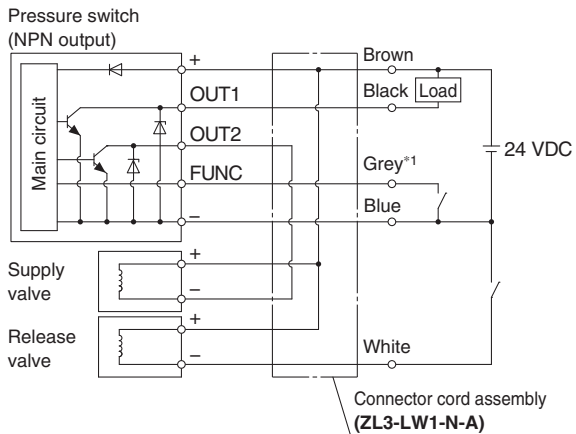 Pressure switch
(NPN output)
Main circuit
+
OUT1
OUT2
FUNC
−
Brown
Black
Load
24 VDC
Grey*1
Blue
Supply
valve
+
−
Release
valve
+
−
White
Connector cord assembly
(ZL3-LW1-N-A)